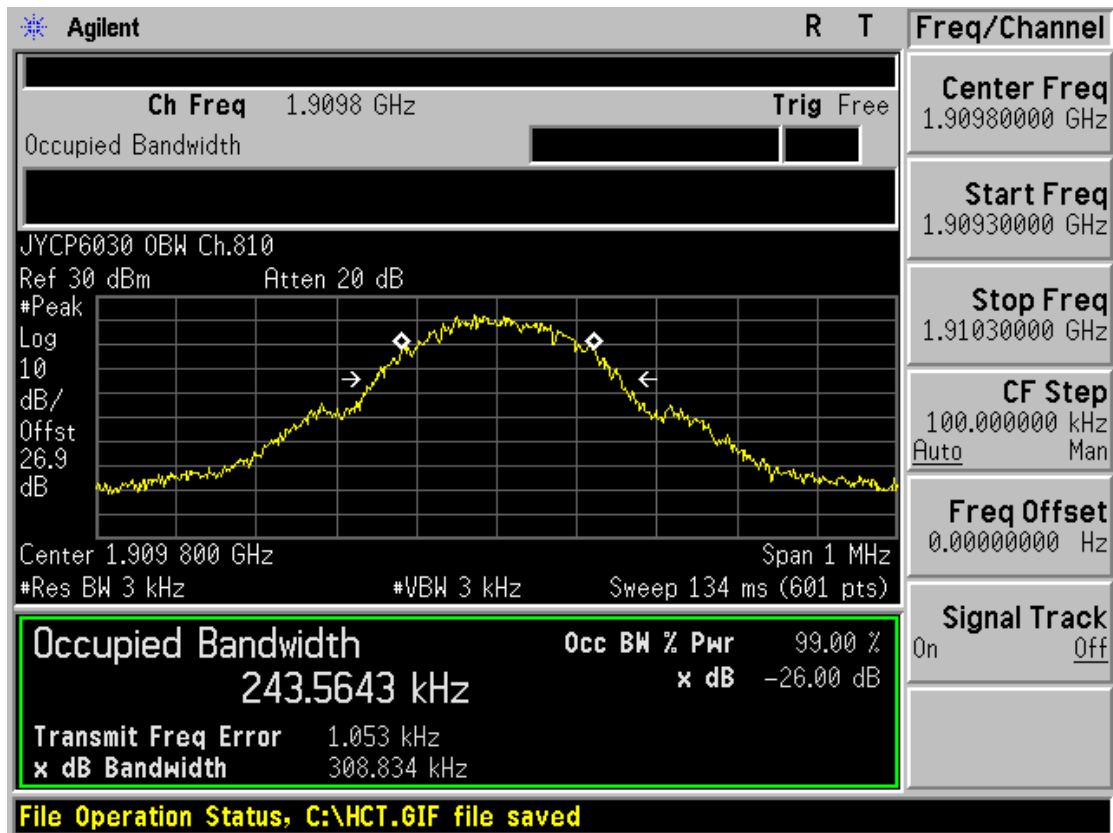 Agilent R T Freq/Channel
Ch Freq 1.9098 GHz Trig Free
Occupied Bandwidth
Center Freq
1.90980000 GHz
Start Freq
1.90930000 GHz
Stop Freq
1.91030000 GHz
CF Step
100.000000 kHz
Auto Man
Freq Offset
0.00000000 Hz
Signal Track
On Off
JYCP6030 OBW Ch.810
Ref 30 dBm Atten 20 dB
#Peak
Log
10
dB/
Offst
26.9
dB
Center 1.909 800 GHz Span 1 MHz
#Res BW 3 kHz #VBW 3 kHz Sweep 134 ms (601 pts)
Occupied Bandwidth
243.5643 kHz
Occ BW % Pwr 99.00 %
x dB -26.00 dB
Transmit Freq Error 1.053 kHz
x dB Bandwidth 308.834 kHz
File Operation Status, C:\HCT.GIF file saved